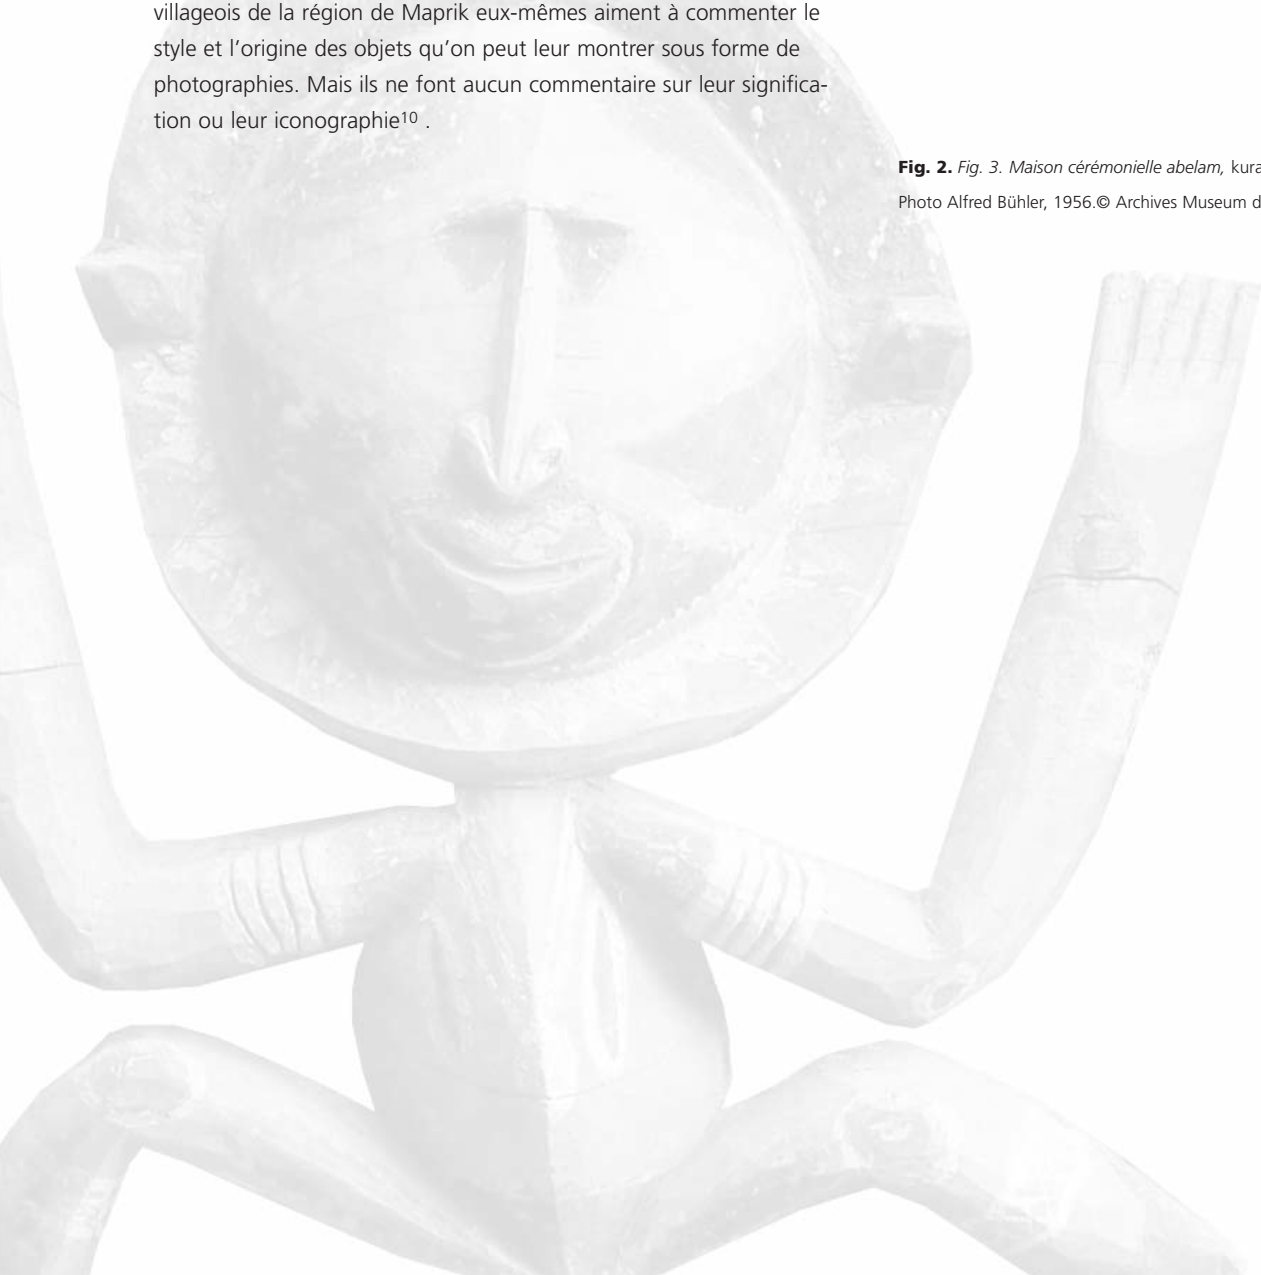 villageois de la région de Maprik eux-mêmes aiment à commenter le
style et l’origine des objets qu’on peut leur montrer sous forme de
photographies. Mais ils ne font aucun commentaire sur leur significa-
tion ou leur iconographie¹⁰ .
Fig. 2. Fig. 3. Maison cérémonielle abelam,
Photo Alfred Bühler, 1956.© Archives Museum